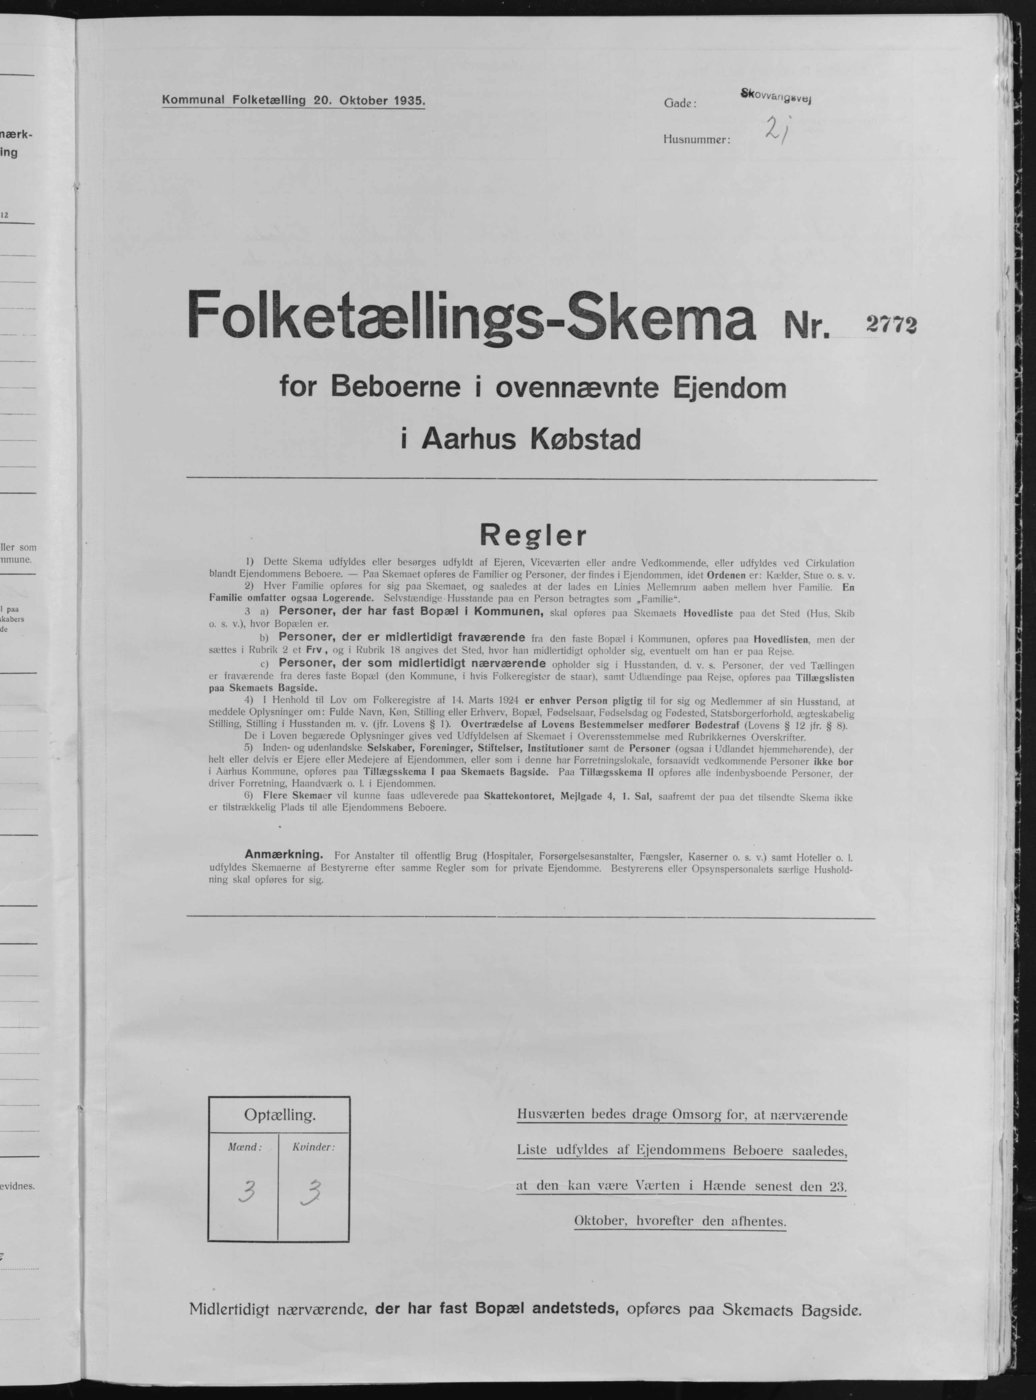 Kommunal Folketælling 20. Oktober 1935.
Gade: Skovvangsvej
Husnummer: 2j
Folketællings-Skema Nr. 2772
for Beboerne i ovennævnte Ejendom
i Aarhus Købstad
Regler
1) Dette Skema udfyldes eller besørges udfyldt af Ejeren, Viceværten eller andre Vedkommende, eller udfyldes ved Cirkulation
blandt Ejendommens Beboere. — Paa Skemaet opføres de Familier og Personer, der findes i Ejendommen, idet Ordenen er: Kælder, Stue o. s. v.
2) Hver Familie opføres for sig paa Skemaet, og saaledes at der lades en Linies Mellemrum aaben mellem hver Familie. En
Familie omfatter ogsaa Logerende. Selvstændige Husstande paa en Person betragtes som „Familie".
3 a) Personer, der har fast Bopæl i Kommunen, skal opføres paa Skemaets Hovedliste paa det Sted (Hus, Skib
o. s. v.), hvor Bopælen er.
b) Personer, der er midlertidigt fraværende fra den faste Bopæl i Kommunen, opføres paa Hovedlisten, men der
sættes i Rubrik 2 et Frv., og i Rubrik 18 angives det Sted, hvor han midlertidigt opholder sig, eventuelt om han er paa Rejse.
c) Personer, der som midlertidigt nærværende opholder sig i Husstanden, d. v. s. Personer, der ved Tællingen
er fraværende fra deres faste Bopæl (den Kommune, i hvis Folkeregister de staar), samt Udlændinge paa Rejse, opføres paa Tillægslisten
paa Skemaets Bagside.
4) I Henhold til Lov om Folkeregistre af 14. Marts 1924 er enhver Person pligtig til for sig og Medlemmer af sin Husstand, at
meddele Oplysninger om: Fulde Navn, Køn, Stilling eller Erhverv, Bopæl, Fødselsaar, Fødselsdag og Fødested, Statsborgerforhold, ægteskabelig
Stilling, Stilling i Husstanden m. v. (jfr. Lovens § 1). Overtrædelse af Lovens Bestemmelser medfører Bødestraf (Lovens § 12 jfr. § 8).
De i Loven begærede Oplysninger gives ved Udfyldelsen af Skemaet i Overensstemmelse med Rubrikkernes Overskrifter.
5) Inden- og udenlandske Selskaber, Foreninger, Stiftelser, Institutioner samt de Personer (ogsaa i Udlandet hjemmehørende), der
helt eller delvis er Ejere eller Medejere af Ejendommen, eller som i denne har Forretningslokale, forsaavidt vedkommende Personer ikke bor
i Aarhus Kommune, opføres paa Tillægsskema I paa Skemaets Bagside. Paa Tillægsskema II opføres alle indenbysboende Personer, der
driver Forretning, Haandværk o. l. i Ejendommen.
6) Flere Skemaer vil kunne faas udleverede paa Skattekontoret, Mejlgade 4, 1. Sal, saafremt der paa det tilsendte Skema ikke
er tilstrækkelig Plads til alle Ejendommens Beboere.
Anmærkning. For Anstalter til offentlig Brug (Hospitaler, Forsørgelsesanstalter, Fængsler, Kaserner o. s. v.) samt Hoteller o. l.
udfyldes Skemaerne af Bestyrerne efter samme Regler som for private Ejendomme. Bestyrerens eller Opsynspersonalets særlige Hushold-
ning skal opføres for sig.
Optælling.
Mænd: Kvinder:
3 3
Husværten bedes drage Omsorg for, at nærværende
Liste udfyldes af Ejendommens Beboere saaledes,
at den kan være Værten i Hænde senest den 23.
Oktober, hvorefter den afhentes.
Midlertidigt nærværende, der har fast Bopæl andetsteds, opføres paa Skemaets Bagside.